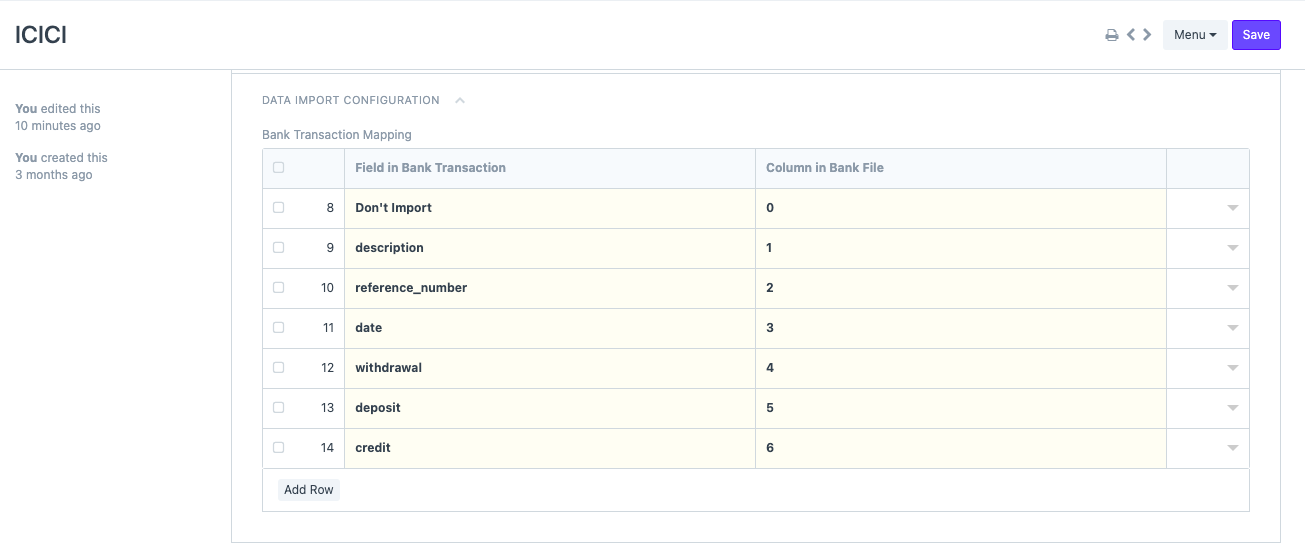 ICICI
Menu
Save
You edited this
10 minutes ago
You created this
3 months ago
DATA IMPORT CONFIGURATION
Bank Transaction Mapping
Field in Bank Transaction Column in Bank File
8 Don't Import 0
9 description 1
10 reference_number 2
11 date 3
12 withdrawal 4
13 deposit 5
14 credit 6
Add Row